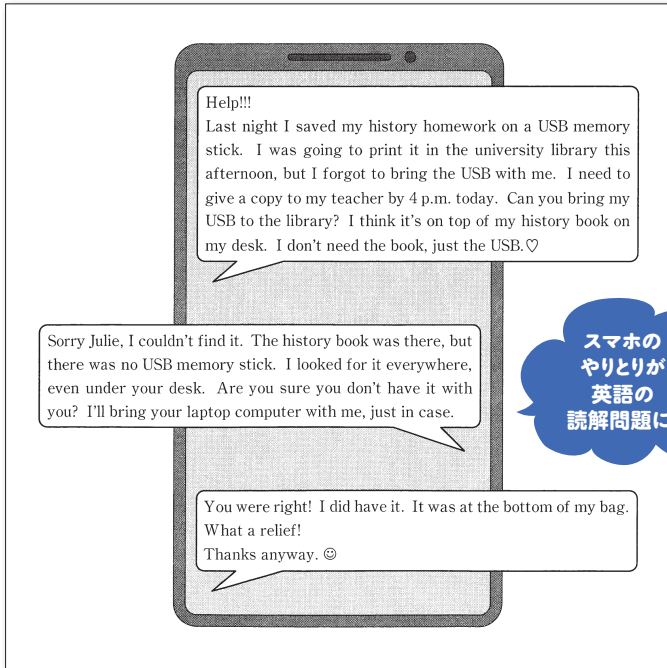 Help!!!
Last night I saved my history homework on a USB memory
stick. I was going to print it in the university library this
afternoon, but I forgot to bring the USB with me. I need to
give a copy to my teacher by 4 p.m. today. Can you bring my
USB to the library? I think it's on top of my history book on
my desk. I don't need the book, just the USB.♡
Sorry Julie, I couldn't find it. The history book was there, but
there was no USB memory stick. I looked for it everywhere,
even under your desk. Are you sure you don't have it with
you? I'll bring your laptop computer with me, just in case.
スマホの
やりとりが
英語の
読解問題に
You were right! I did have it. It was at the bottom of my bag.
What a relief!
Thanks anyway. ☺